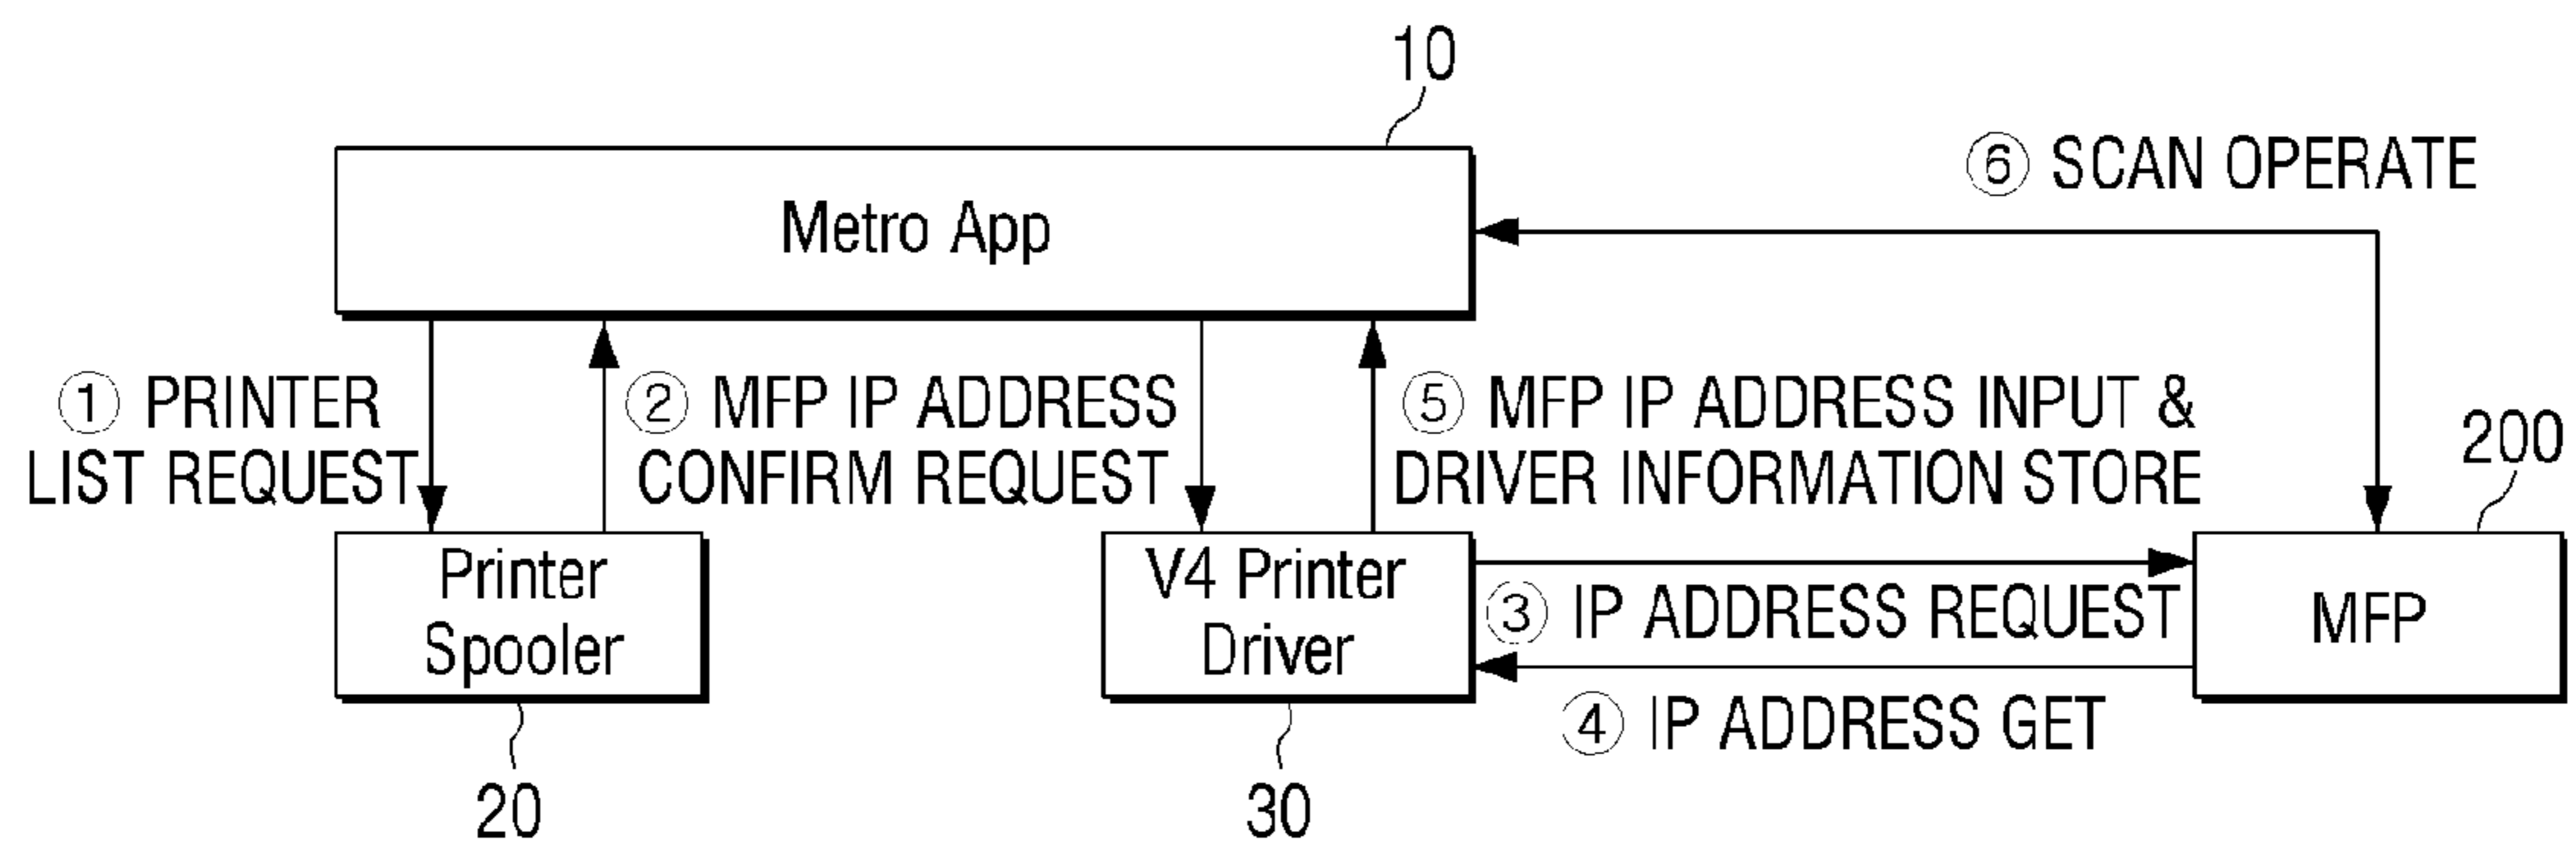 10
⑥ SCAN OPERATE
Metro App
① PRINTER
LIST REQUEST
② MFP IP ADDRESS
CONFIRM REQUEST
⑤ MFP IP ADDRESS INPUT &
DRIVER INFORMATION STORE
200
Printer
Spooler
V4 Printer
Driver
③ IP ADDRESS REQUEST
④ IP ADDRESS GET
MFP
20
30